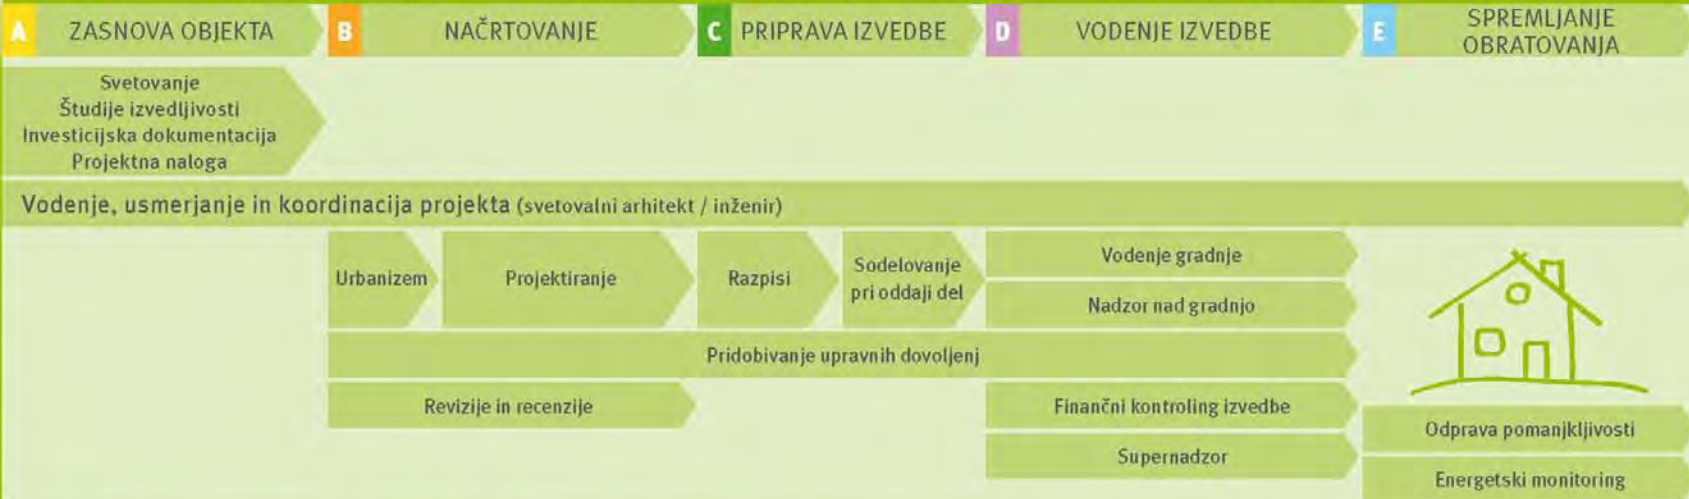 A ZASNOVA OBJEKTA
B NAČRTOVANJE
C PRIPRAVA IZVEDBE
D VODENJE IZVEDBE
E SPREMLJANJE
OBRATOVANJA
Svetovanje
Študije izvedljivosti
Investicijska dokumentacija
Projektna naloga
Vodenje, usmerjanje in koordinacija projekta (svetovalni arhitekt / inženir)
Urbanizem
Projektiranje
Razpisi
Sodelovanje
pri oddaji del
Vodenje gradnje
Nadzor nad gradnjo
Pridobivanje upravnih dovoljenj
Revizije in recenzije
Finančni kontroling izvedbe
Supernadzor
Odprava pomanjkljivosti
Energetski monitoring